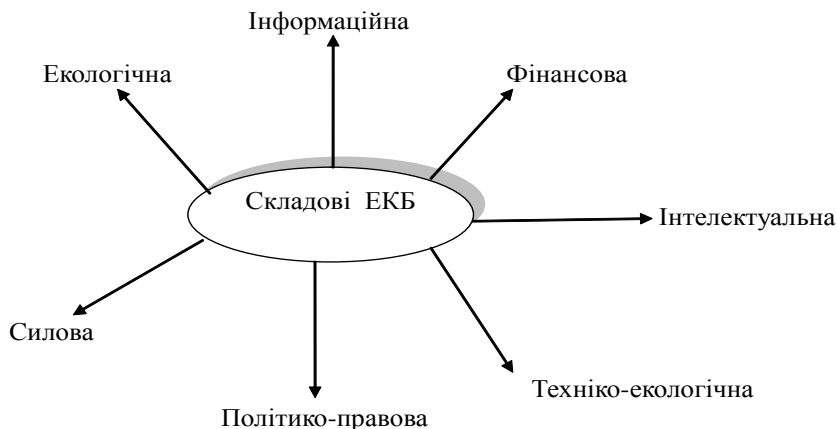 Інформаційна
Екологічна
Фінансова
Складові ЕКБ
Інтелектуальна
Силова
Техніко-екологічна
Політико-правова